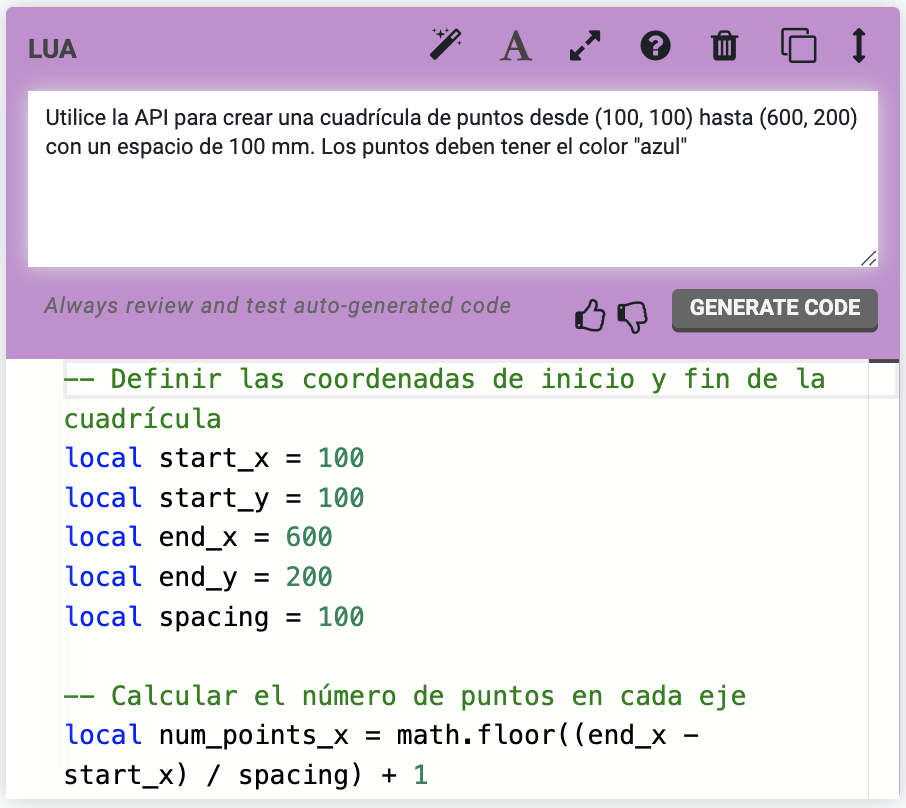 LUA
Utilice la API para crear una cuadrícula de puntos desde (100, 100) hasta (600, 200)
con un espacio de 100 mm. Los puntos deben tener el color "azul"
Always review and test auto-generated code
GENERATE CODE
-- Definir las coordenadas de inicio y fin de la
cuadrícula
local start_x = 100
local start_y = 100
local end_x = 600
local end_y = 200
local spacing = 100
-- Calcular el número de puntos en cada eje
local num_points_x = math.floor((end_x -
start_x) / spacing) + 1